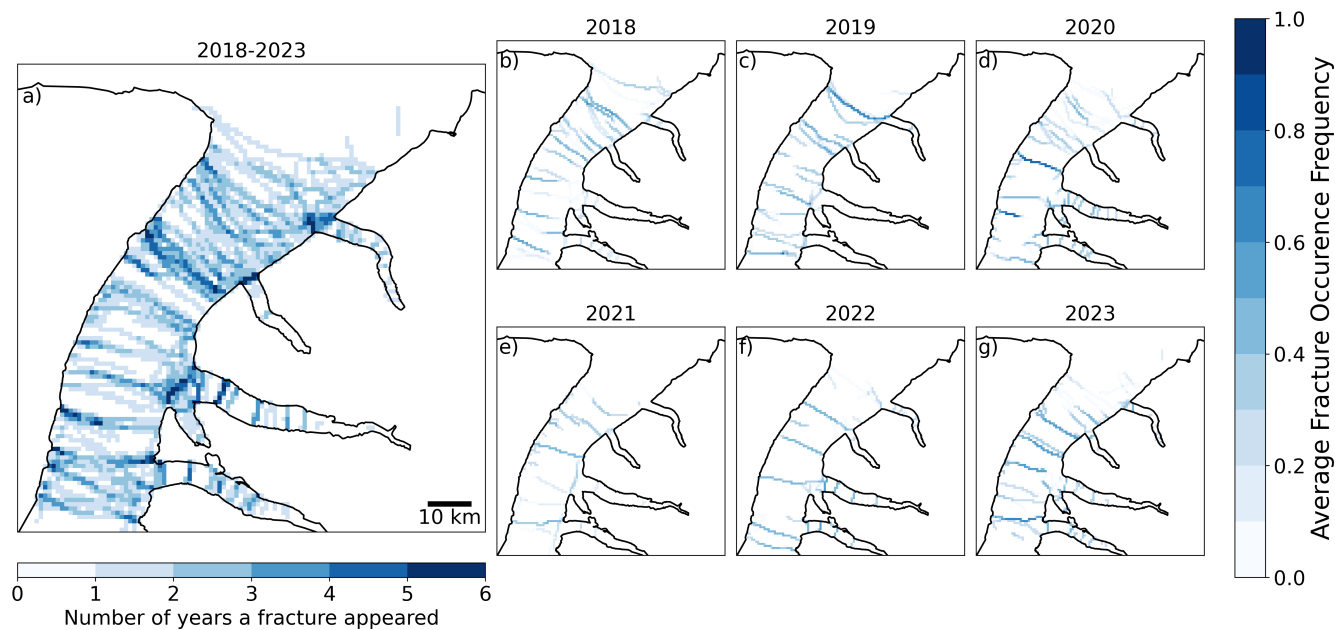 2018-2023
a)
10 km
0 1 2 3 4 5 6
Number of years a fracture appeared
2018
b)
2019
c)
2020
d)
2021
e)
2022
f)
2023
g)
1.0
0.8
0.6
0.4
0.2
0.0
Average Fracture Occurence Frequency